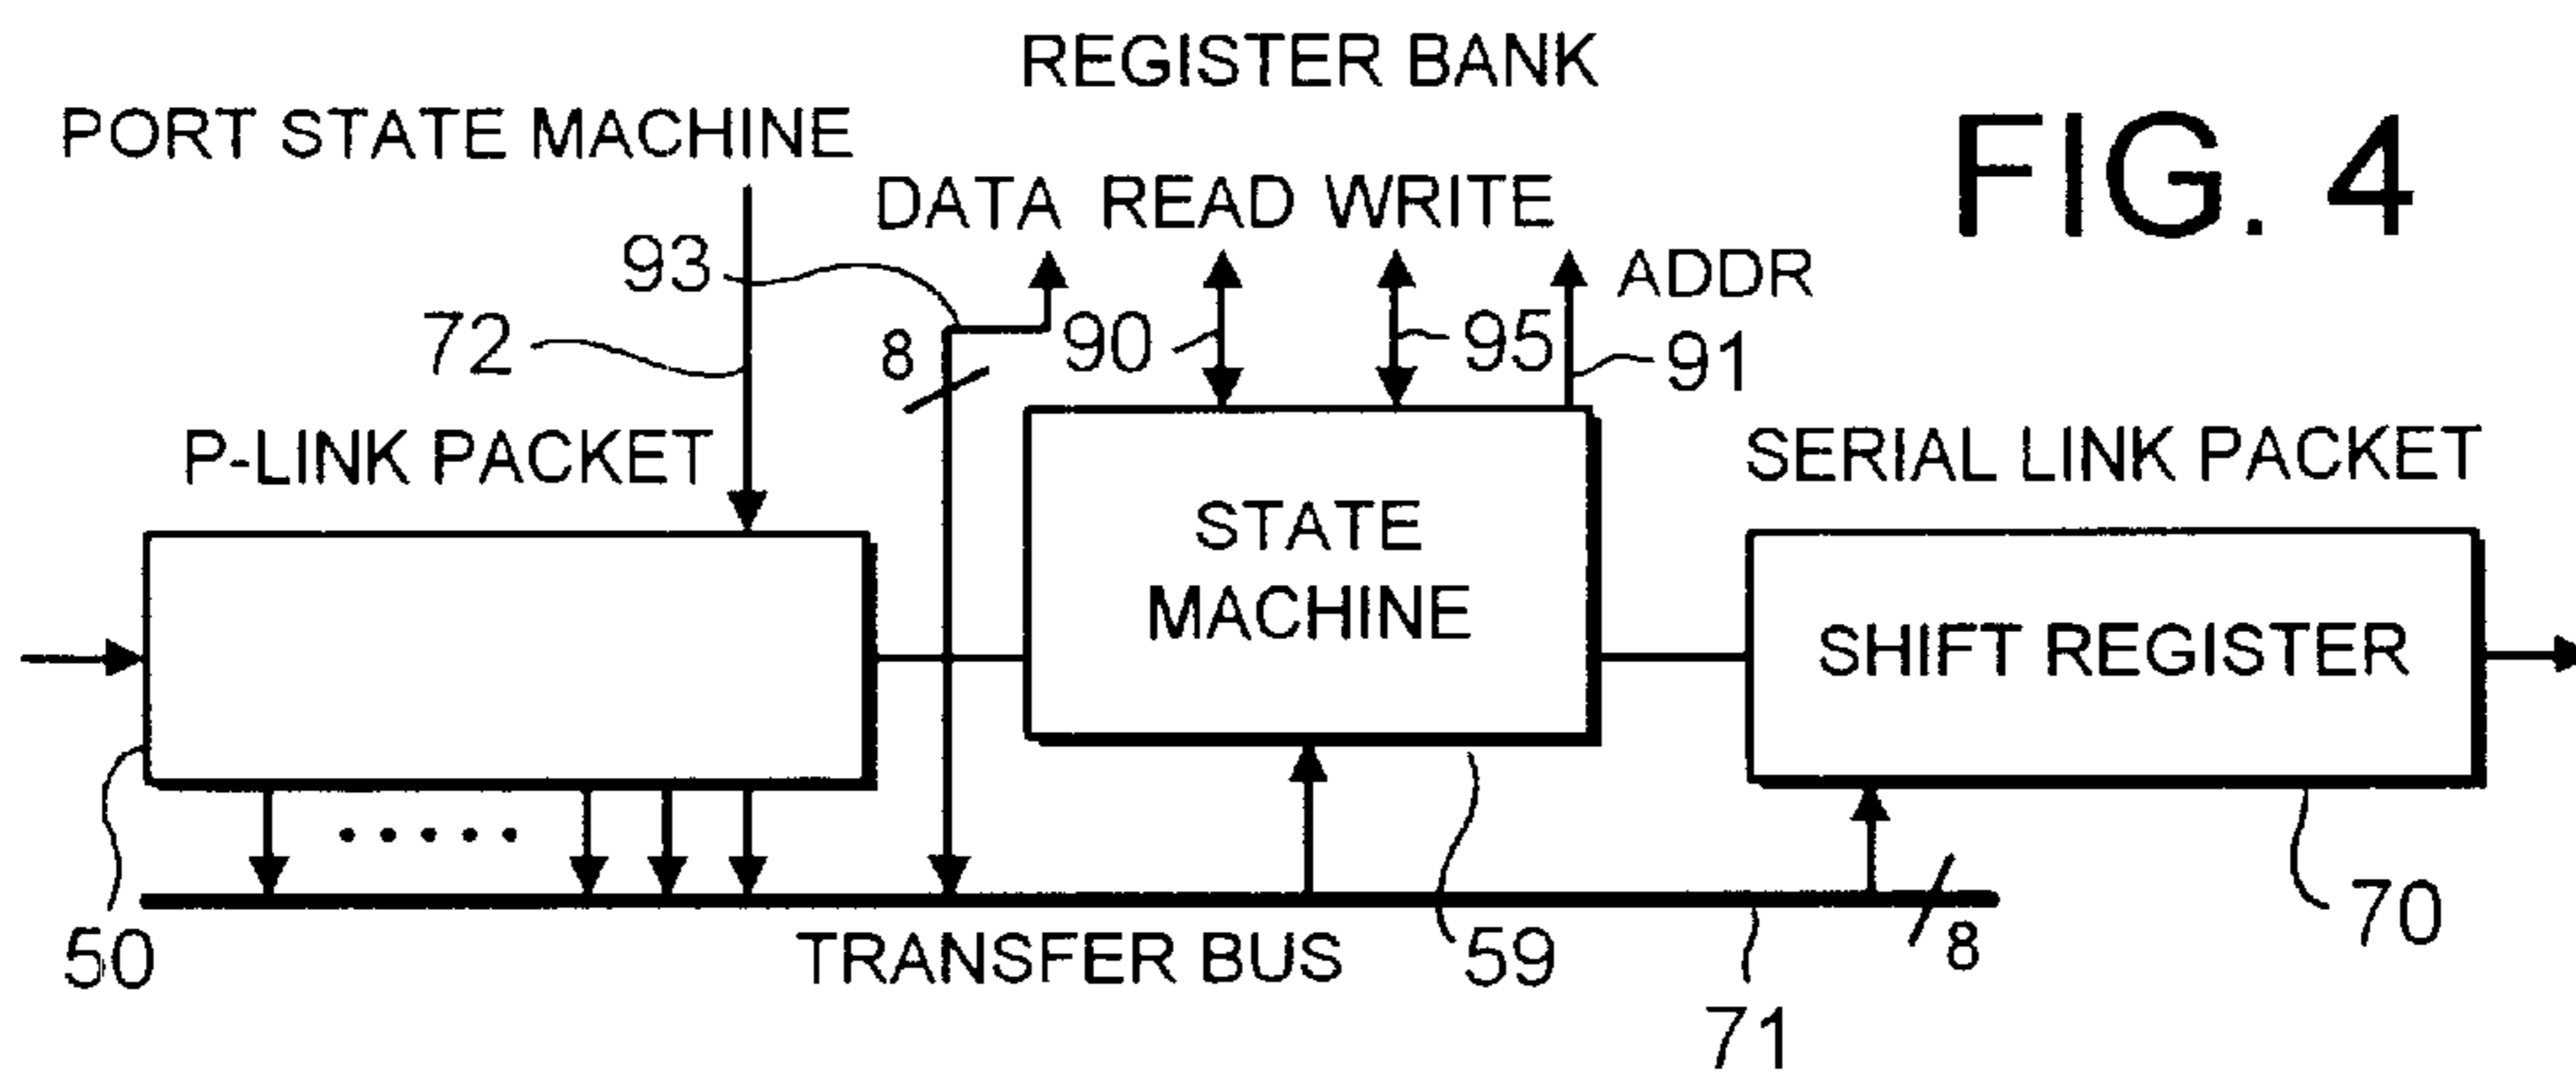 REGISTER BANK
PORT STATE MACHINE
FIG. 4
DATA READ WRITE
93
ADDR
72
8
90
95
91
P-LINK PACKET
SERIAL LINK PACKET
STATE
MACHINE
SHIFT REGISTER
50
TRANSFER BUS
59
8
70
71